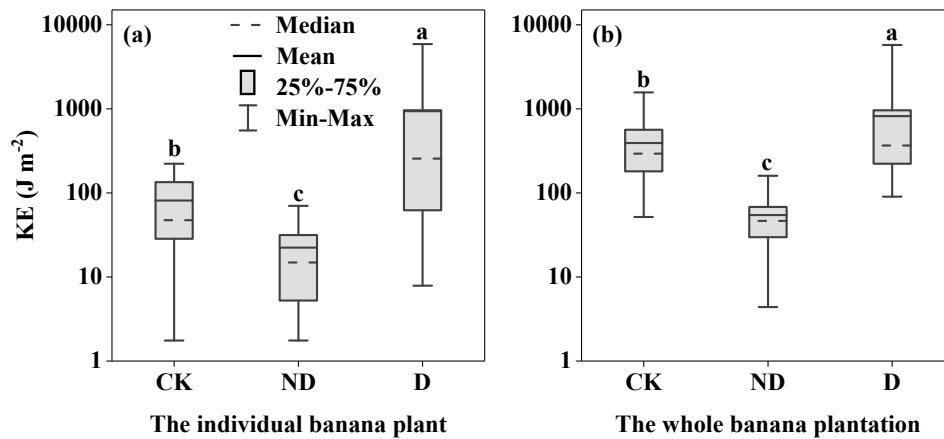 (a)
Median
Mean
25%-75%
Min-Max
10000
1000
100
10
1
KE (J m⁻²)
b
c
a
CK
ND
D
The individual banana plant
(b)
10000
1000
100
10
1
b
c
a
CK
ND
D
The whole banana plantation